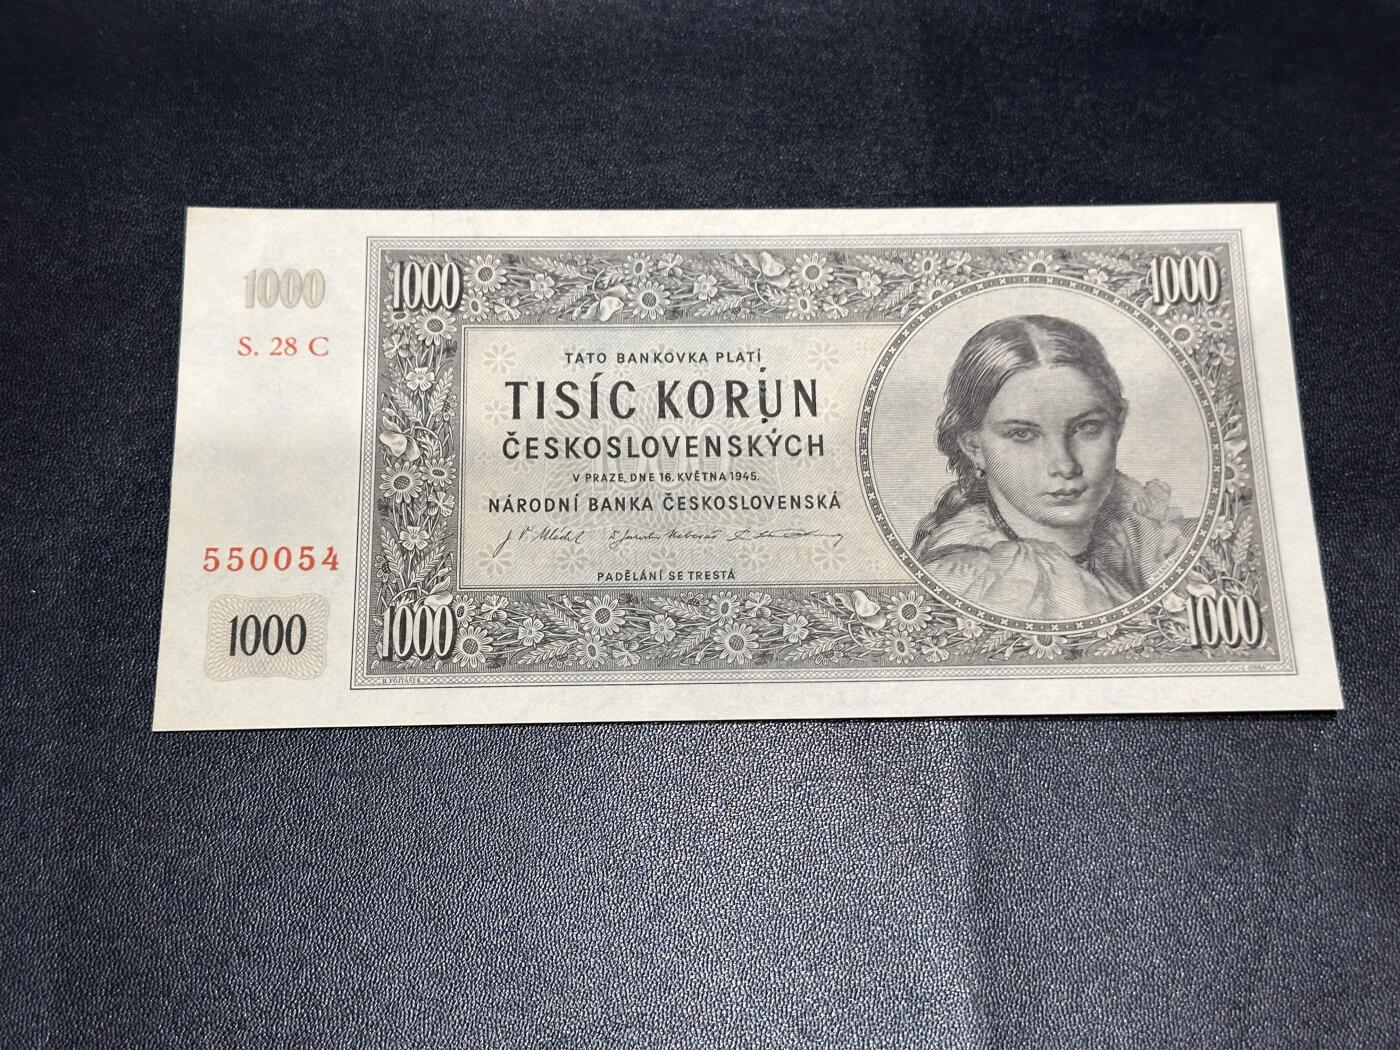 1000
S. 28 C
550054
1000
1000
1000
TATO BANKOVKA PLATÍ
TISÍC KORUN
ČESKOSLOVENSKÝCH
V PRAZE, DNE 16. KVĚTNA 1945.
NÁRODNÍ BANKA ČESKOSLOVENSKÁ
PADĚLÁNÍ SE TRESTÁ
1000
1000
B. FOJTÁŠEK